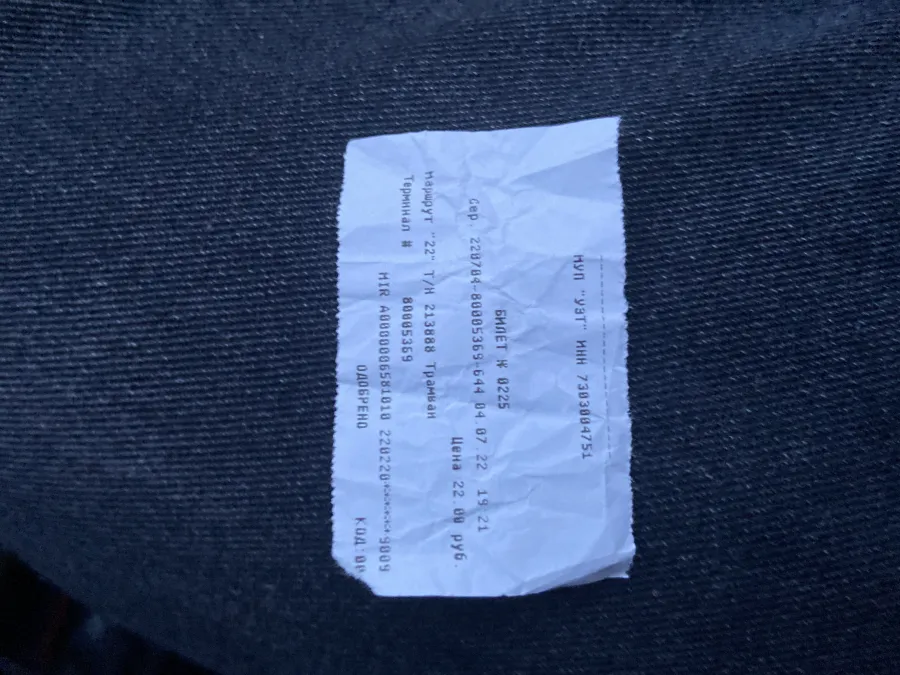 МУП "УЭТ" ИНН 7303004751
БИЛЕТ № 0225
Сер. 220704-80005369-644 04.07 22 19 21
Цена 22.00 руб.
Маршрут "22" Т/Н 213888 Трамвай
Терминал # 80005369
MIR A0000006581010 220220******9009
ОДОБРЕНО КОД:00